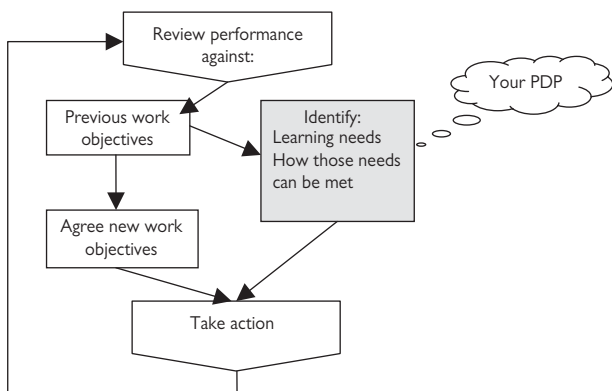 Review performance
against:
Your PDP
Previous work
objectives
Identify:
Learning needs
How those needs
can be met
Agree new work
objectives
Take action